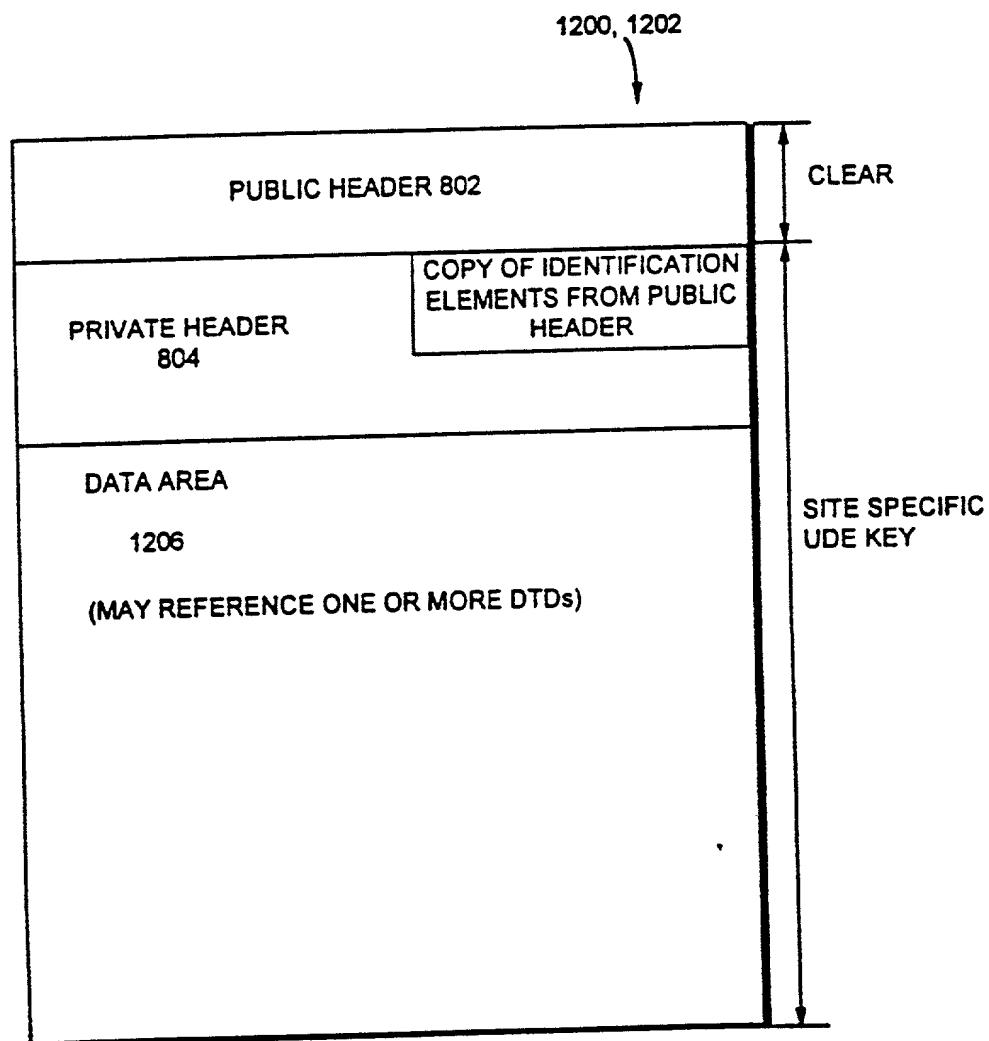 1200, 1202
PUBLIC HEADER 802
CLEAR
COPY OF IDENTIFICATION
ELEMENTS FROM PUBLIC
HEADER
PRIVATE HEADER
804
DATA AREA
1206
(MAY REFERENCE ONE OR MORE DTDs)
SITE SPECIFIC
UDE KEY